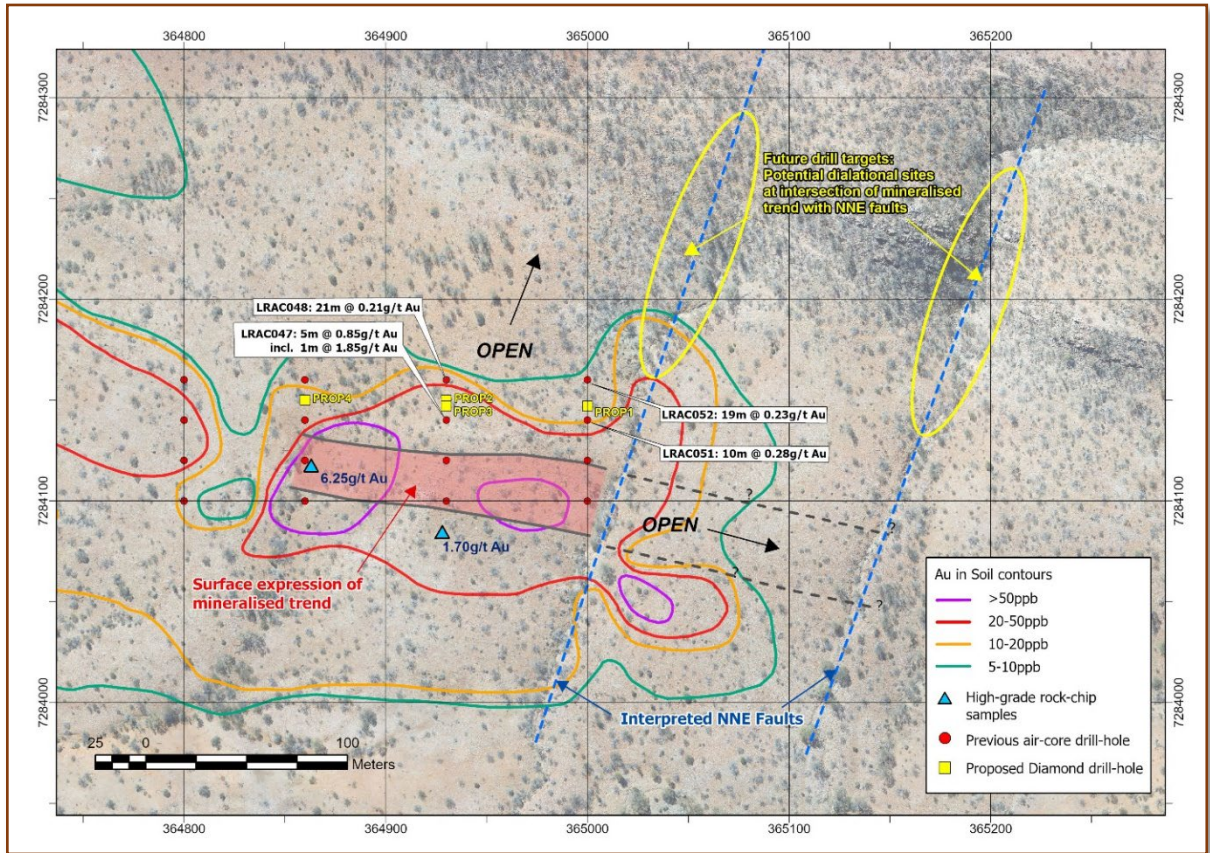 364800
364900
365000
365100
365200
7284300
7284300
Future drill targets:
Potential dialational sites
at intersection of mineralised
trend with NNE faults
7284200
7284200
LRAC048: 21m @ 0.21g/t Au
LRAC047: 5m @ 0.85g/t Au
incl. 1m @ 1.85g/t Au
OPEN
PROP4
PROP2
PROP3
PROP1
LRAC052: 19m @ 0.23g/t Au
LRAC051: 10m @ 0.28g/t Au
6.25g/t Au
7284100
7284100
?
?
?
?
OPEN
1.70g/t Au
Surface expression of
mineralised trend
Interpreted NNE Faults
7284000
7284000
25
0
100
Meters
Au in Soil contours
>50ppb
20-50ppb
10-20ppb
5-10ppb
High-grade rock-chip
samples
Previous air-core drill-hole
Proposed Diamond drill-hole
364800
364900
365000
365100
365200